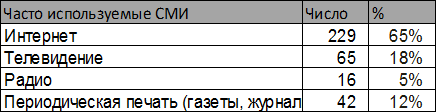 Часто используемые СМИ Число %
Интернет 229 65%
Телевидение 65 18%
Радио 16 5%
Периодическая печать (газеты, журнал 42 12%